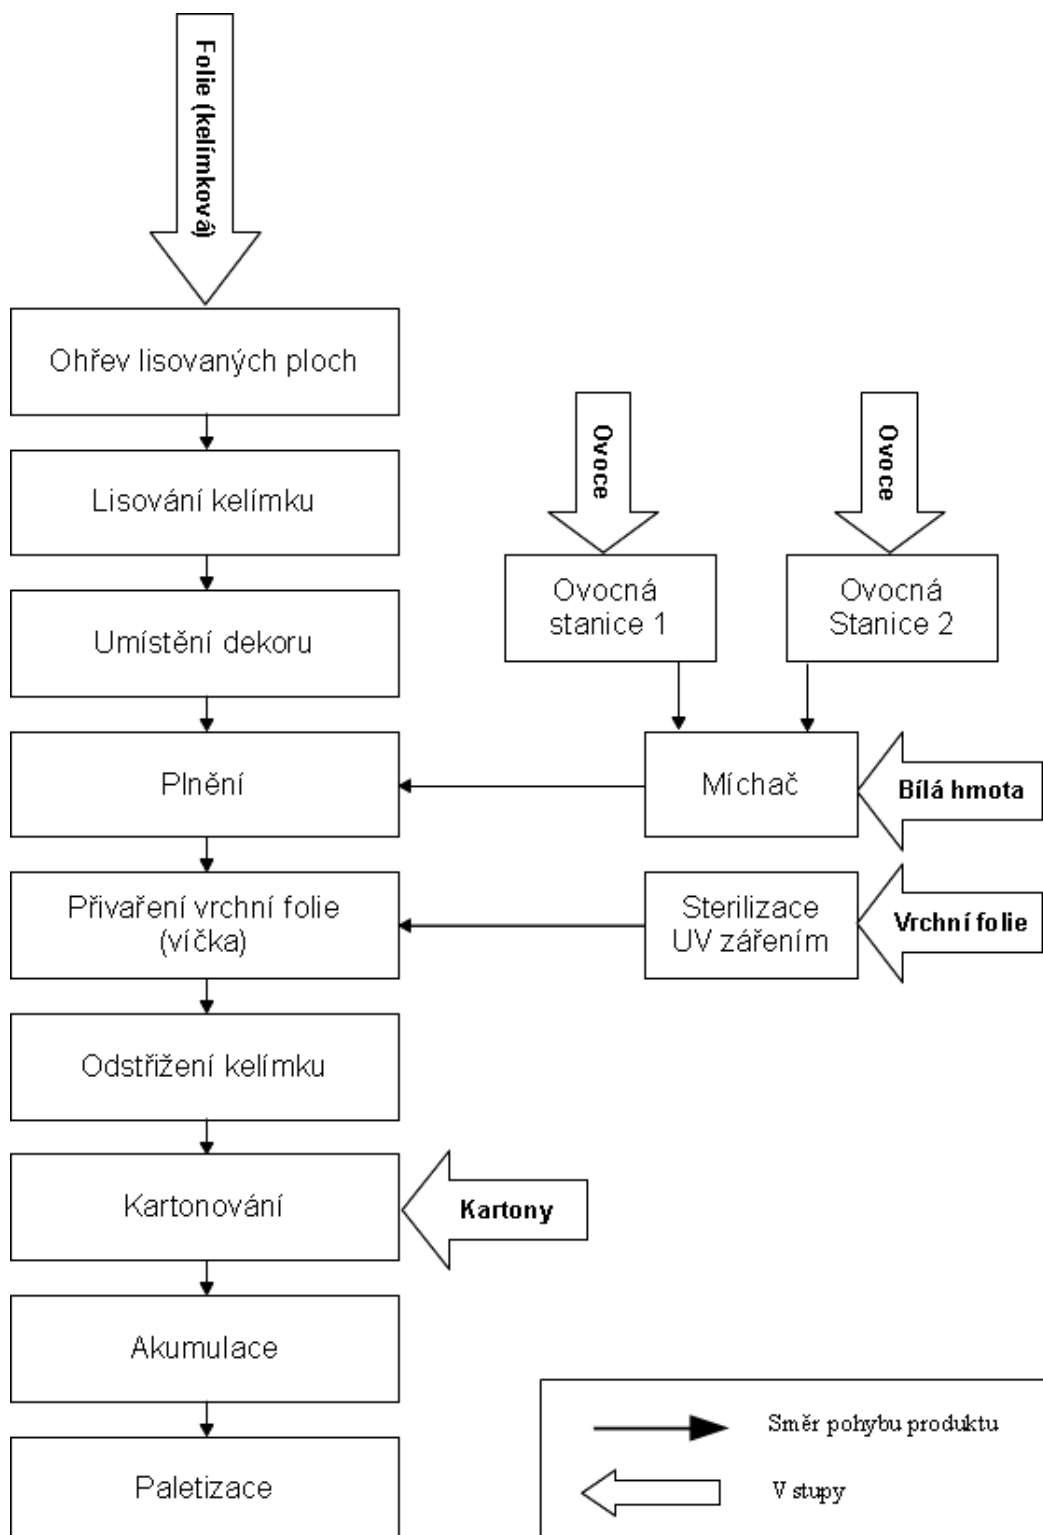 Folie (kelímková)
Ohřev lisovaných ploch
Lisování kelímku
Umístění dekoru
Ovoce
Ovoce
Ovocná
stanice 1
Ovocná
Stanice 2
Plnění
Míchač
Bílá hmota
Přivaření vrchní folie
(víčka)
Sterilizace
UV zářením
Vrchní folie
Odstřižení kelímku
Kartonování
Kartony
Akumulace
Paletizace
Směr pohybu produktu
V stupy